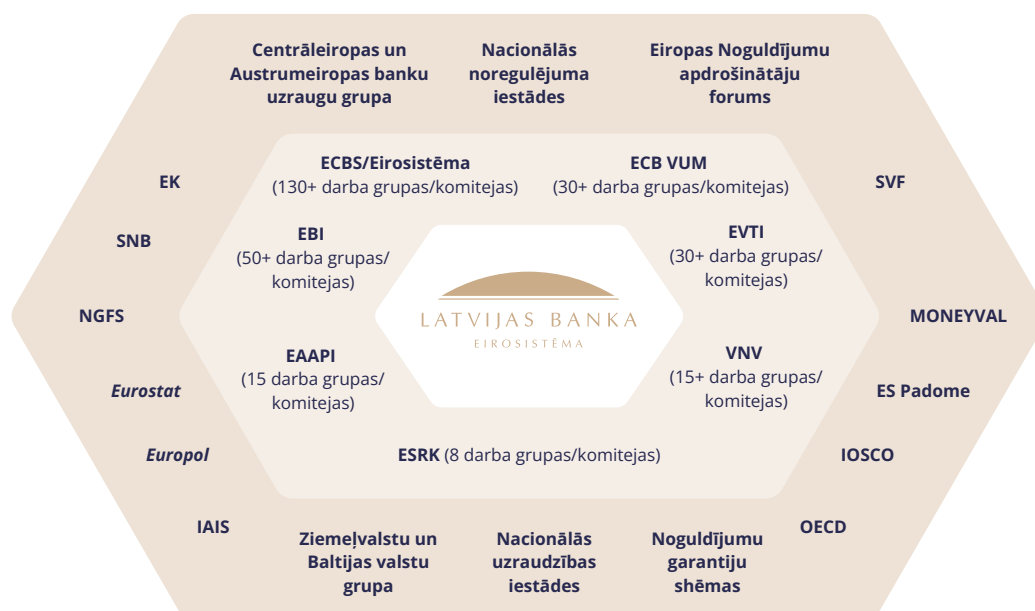 Centrāleiropas un
Austrumeiropas banku
uzraugu grupa
Nacionālās
noregulējuma
iestādes
Eiropas Noguldījumu
apdrošinātāju
forums
EK
ECBS/Eirosistēma
(130+ darba grupas/komitejas)
ECB VUM
(30+ darba grupas/komitejas)
SVF
SNB
EBI
(50+ darba grupas/
komitejas)
EVTI
(30+ darba grupas/
komitejas)
NGFS
LATVIJAS BANKA
EIROSISTĒMA
MONEYVAL
EAAPI
(15 darba grupas/
komitejas)
VNV
(15+ darba grupas/
komitejas)
Eurostat
ES Padome
Europol
ESRK (8 darba grupas/komitejas)
IOSCO
IAIS
OECD
Ziemeļvalstu un
Baltijas valstu
grupa
Nacionālās
uzraudzības
iestādes
Noguldījumu
garantiju
shēmas